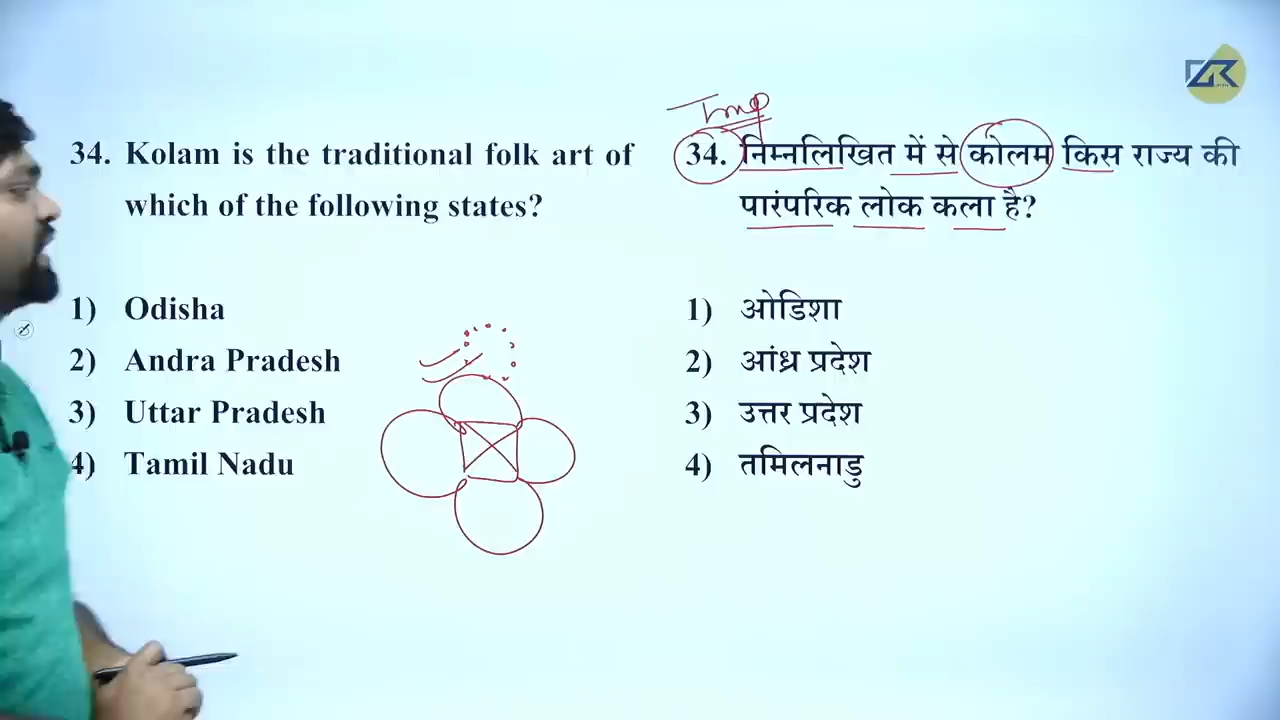 34. Kolam is the traditional folk art of
which of the following states?
1) Odisha
2) Andra Pradesh
3) Uttar Pradesh
4) Tamil Nadu
Imp
34. निम्नलिखित में से कोलम किस राज्य की
पारंपरिक लोक कला है?
1) ओडिशा
2) आंध्र प्रदेश
3) उत्तर प्रदेश
4) तमिलनाडु